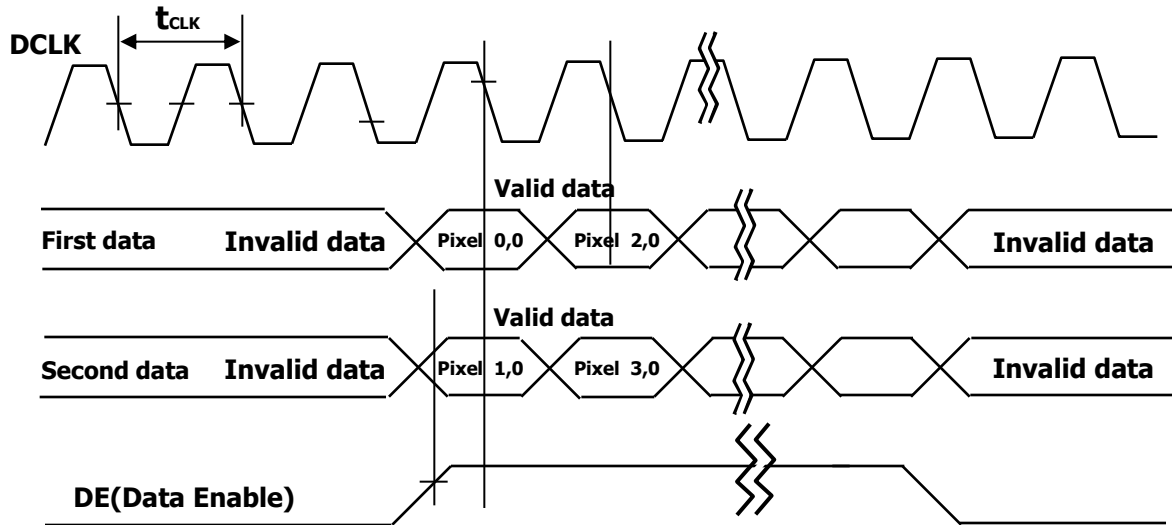 tCLK
DCLK
Valid data
First data Invalid data Pixel 0,0 Pixel 2,0 Invalid data
Valid data
Second data Invalid data Pixel 1,0 Pixel 3,0 Invalid data
DE(Data Enable)